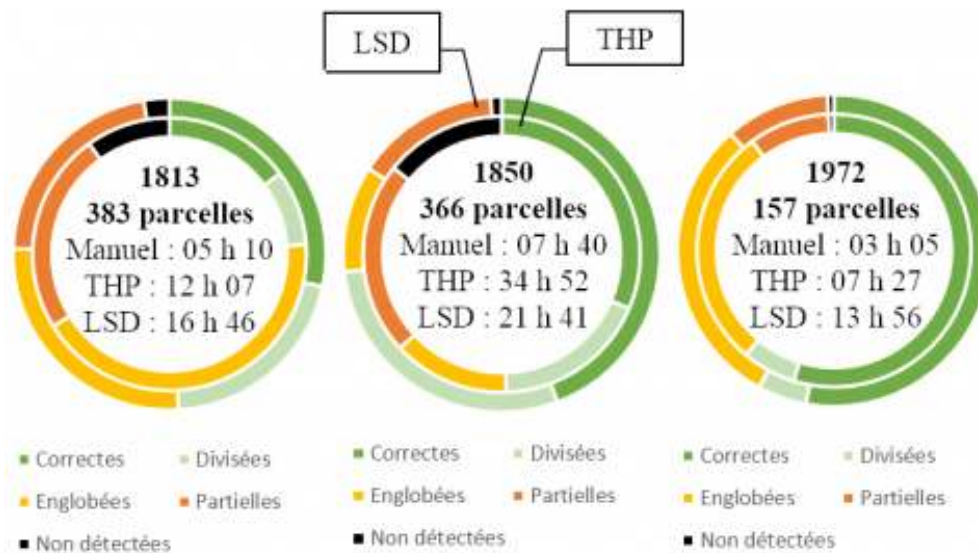 LSD
THP
1813
383 parcelles
Manuel : 05 h 10
THP : 12 h 07
LSD : 16 h 46
1850
366 parcelles
Manuel : 07 h 40
THP : 34 h 52
LSD : 21 h 41
1972
157 parcelles
Manuel : 03 h 05
THP : 07 h 27
LSD : 13 h 56
Correctes
Divisées
Englobées
Partielles
Non détectées
Correctes
Divisées
Englobées
Partielles
Non détectées
Correctes
Divisées
Englobées
Partielles
Non détectées